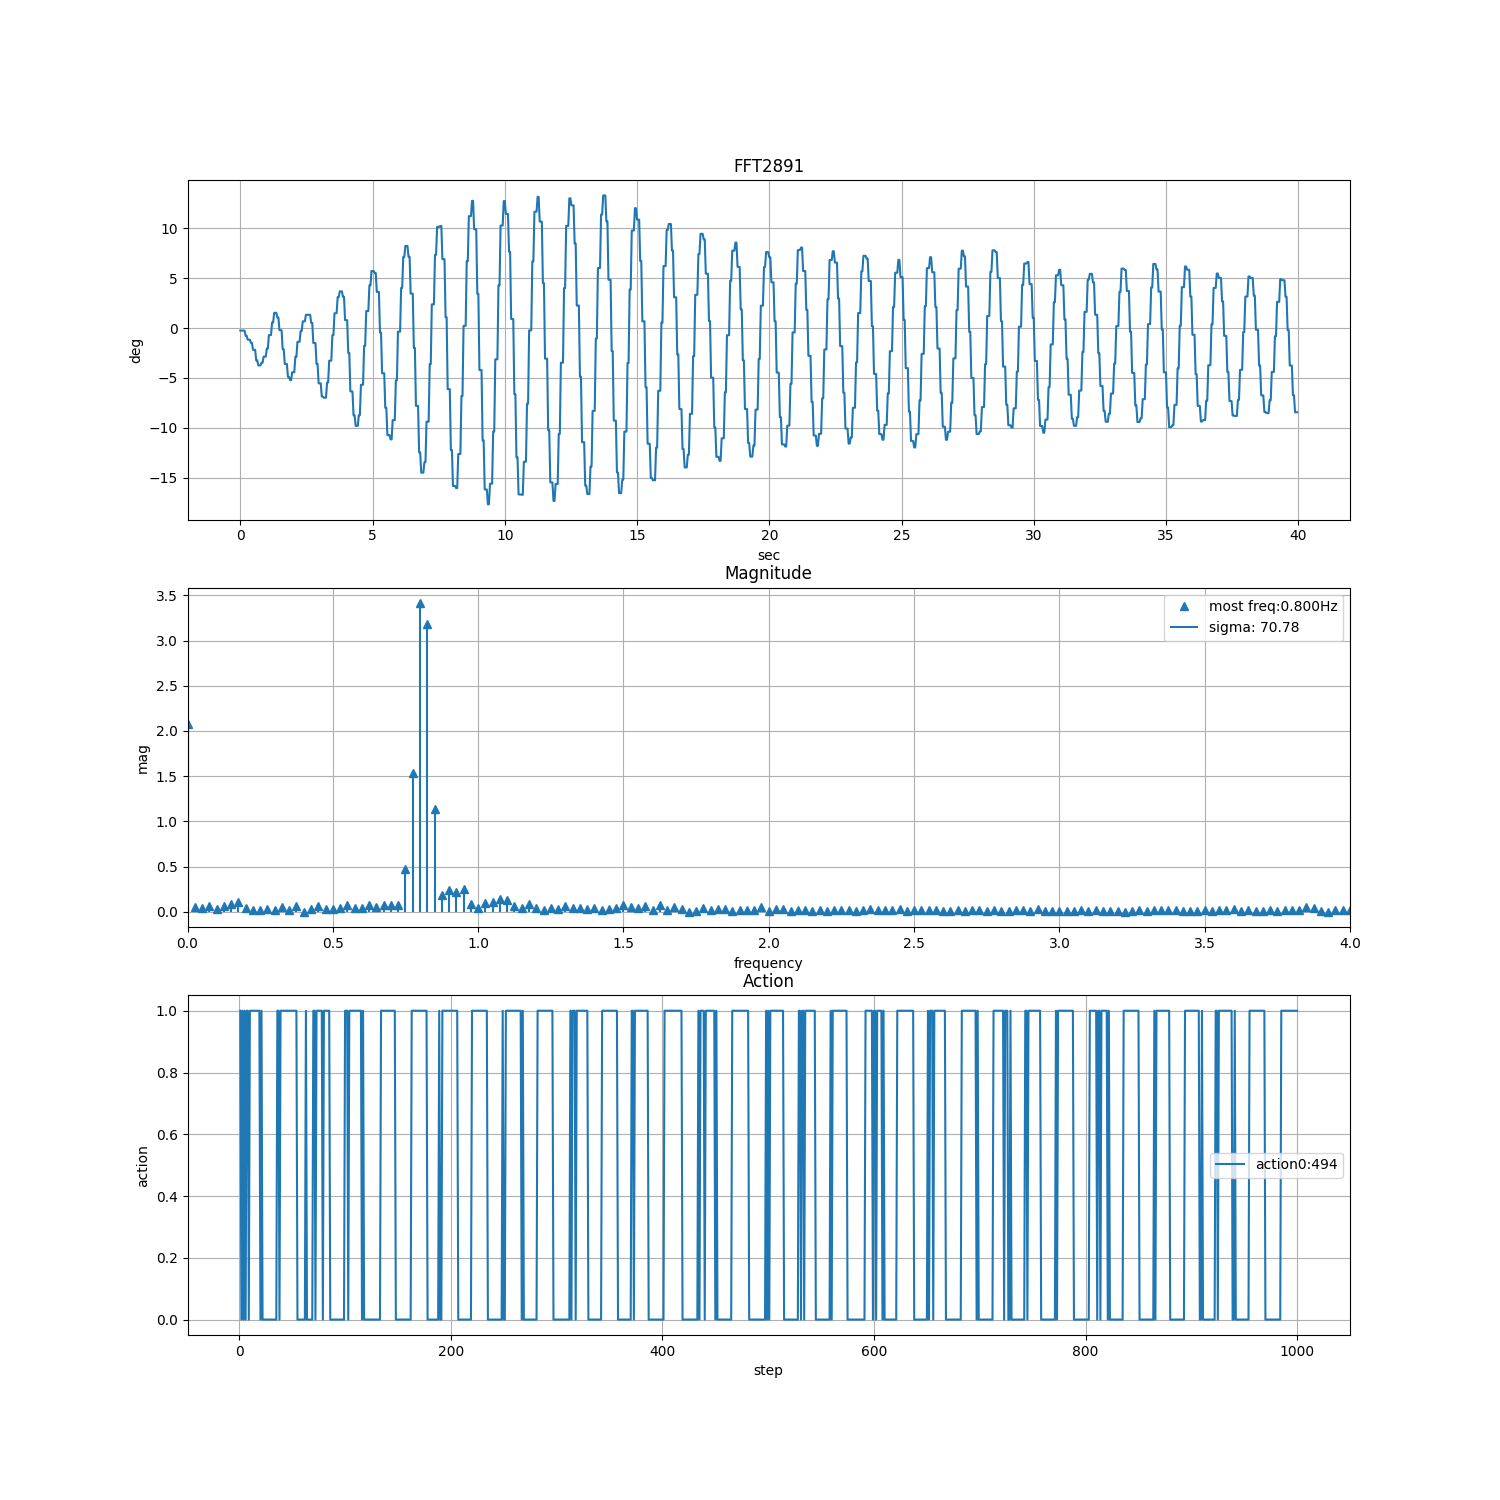 FFT2891
10
5
0
−5
−10
−15
deg
0 5 10 15 20 25 30 35 40
sec
Magnitude
most freq:0.800Hz
sigma: 70.78
3.5
3.0
2.5
2.0
1.5
1.0
0.5
0.0
mag
0.0 0.5 1.0 1.5 2.0 2.5 3.0 3.5 4.0
frequency
Action
1.0
0.8
0.6
0.4
0.2
0.0
action
action0:494
0 200 400 600 800 1000
step